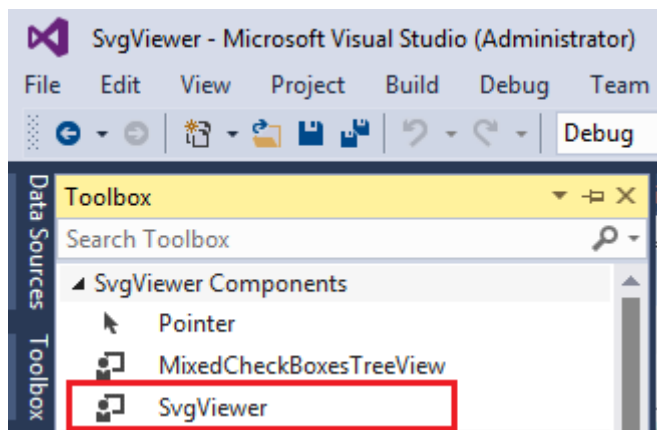 SvgViewer - Microsoft Visual Studio (Administrator)
File Edit View Project Build Debug Team
Debug
Data Sources
Toolbox
Toolbox
Search Toolbox
SvgViewer Components
Pointer
MixedCheckBoxesTreeView
SvgViewer